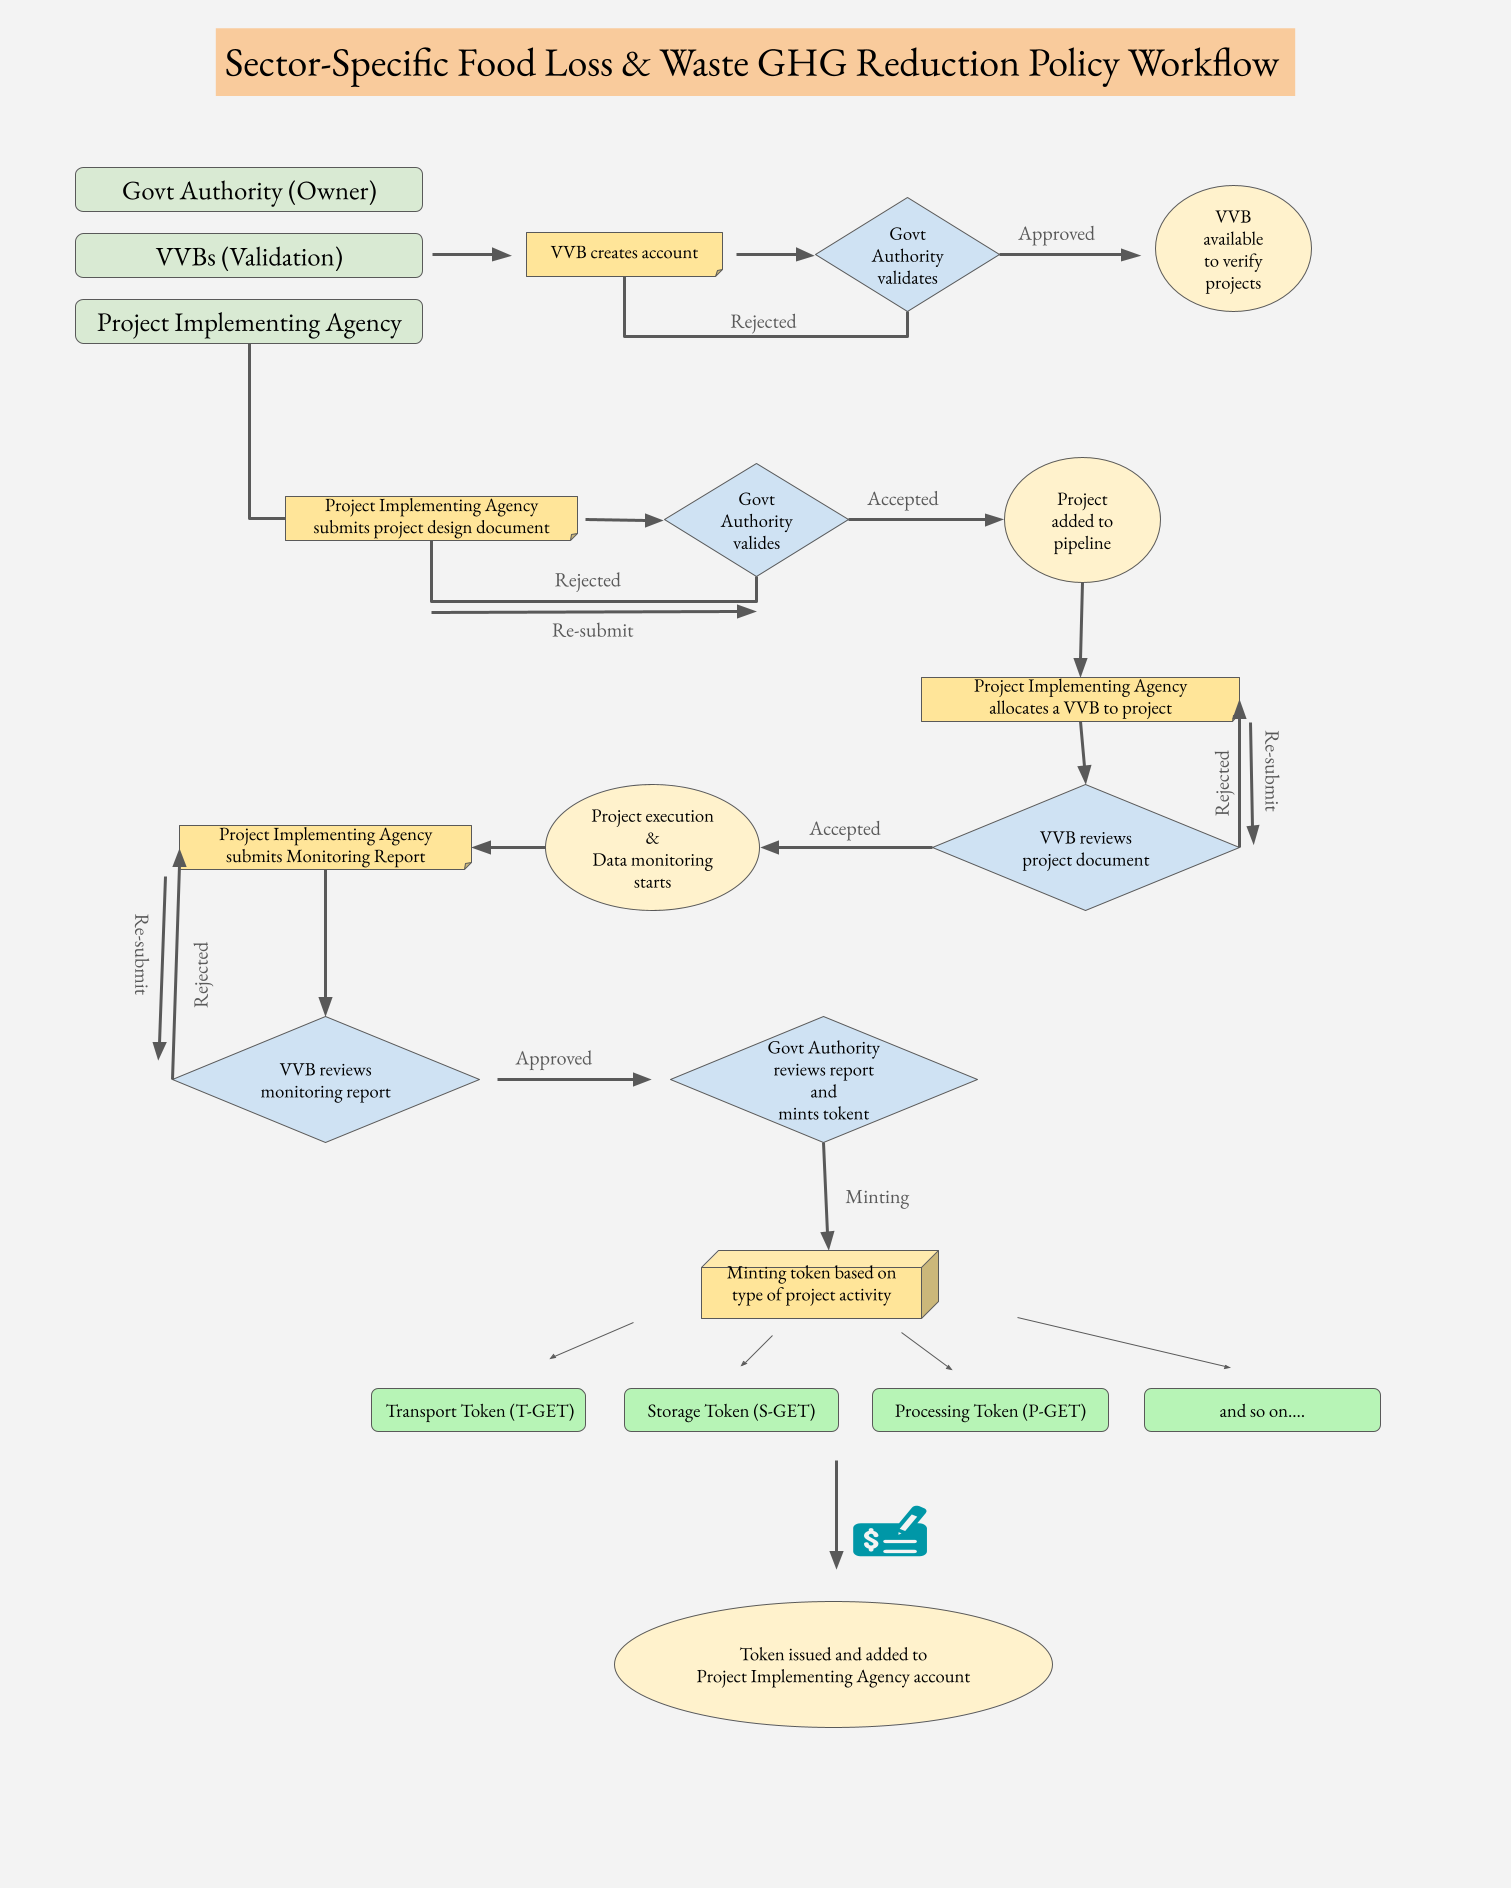 Sector-Specific Food Loss & Waste GHG Reduction Policy Workflow
Govt Authority (Owner)
VVBs (Validation)
Project Implementing Agency
VVB creates account
Govt
Authority
validates
Approved
VVB
available
to verify
projects
Rejected
Project Implementing Agency
submits project design document
Govt
Authority
valides
Accepted
Project
added to
pipeline
Rejected
Re-submit
Project Implementing Agency
allocates a VVB to project
Rejected
Re-submit
VVB reviews
project document
Accepted
Project execution
&
Data monitoring
starts
Project Implementing Agency
submits Monitoring Report
Re-submit
Rejected
VVB reviews
monitoring report
Approved
Govt Authority
reviews report
and
mints tokent
Minting
Minting token based on
type of project activity
Transport Token (T-GET)
Storage Token (S-GET)
Processing Token (P-GET)
and so on....
$
Token issued and added to
Project Implementing Agency account